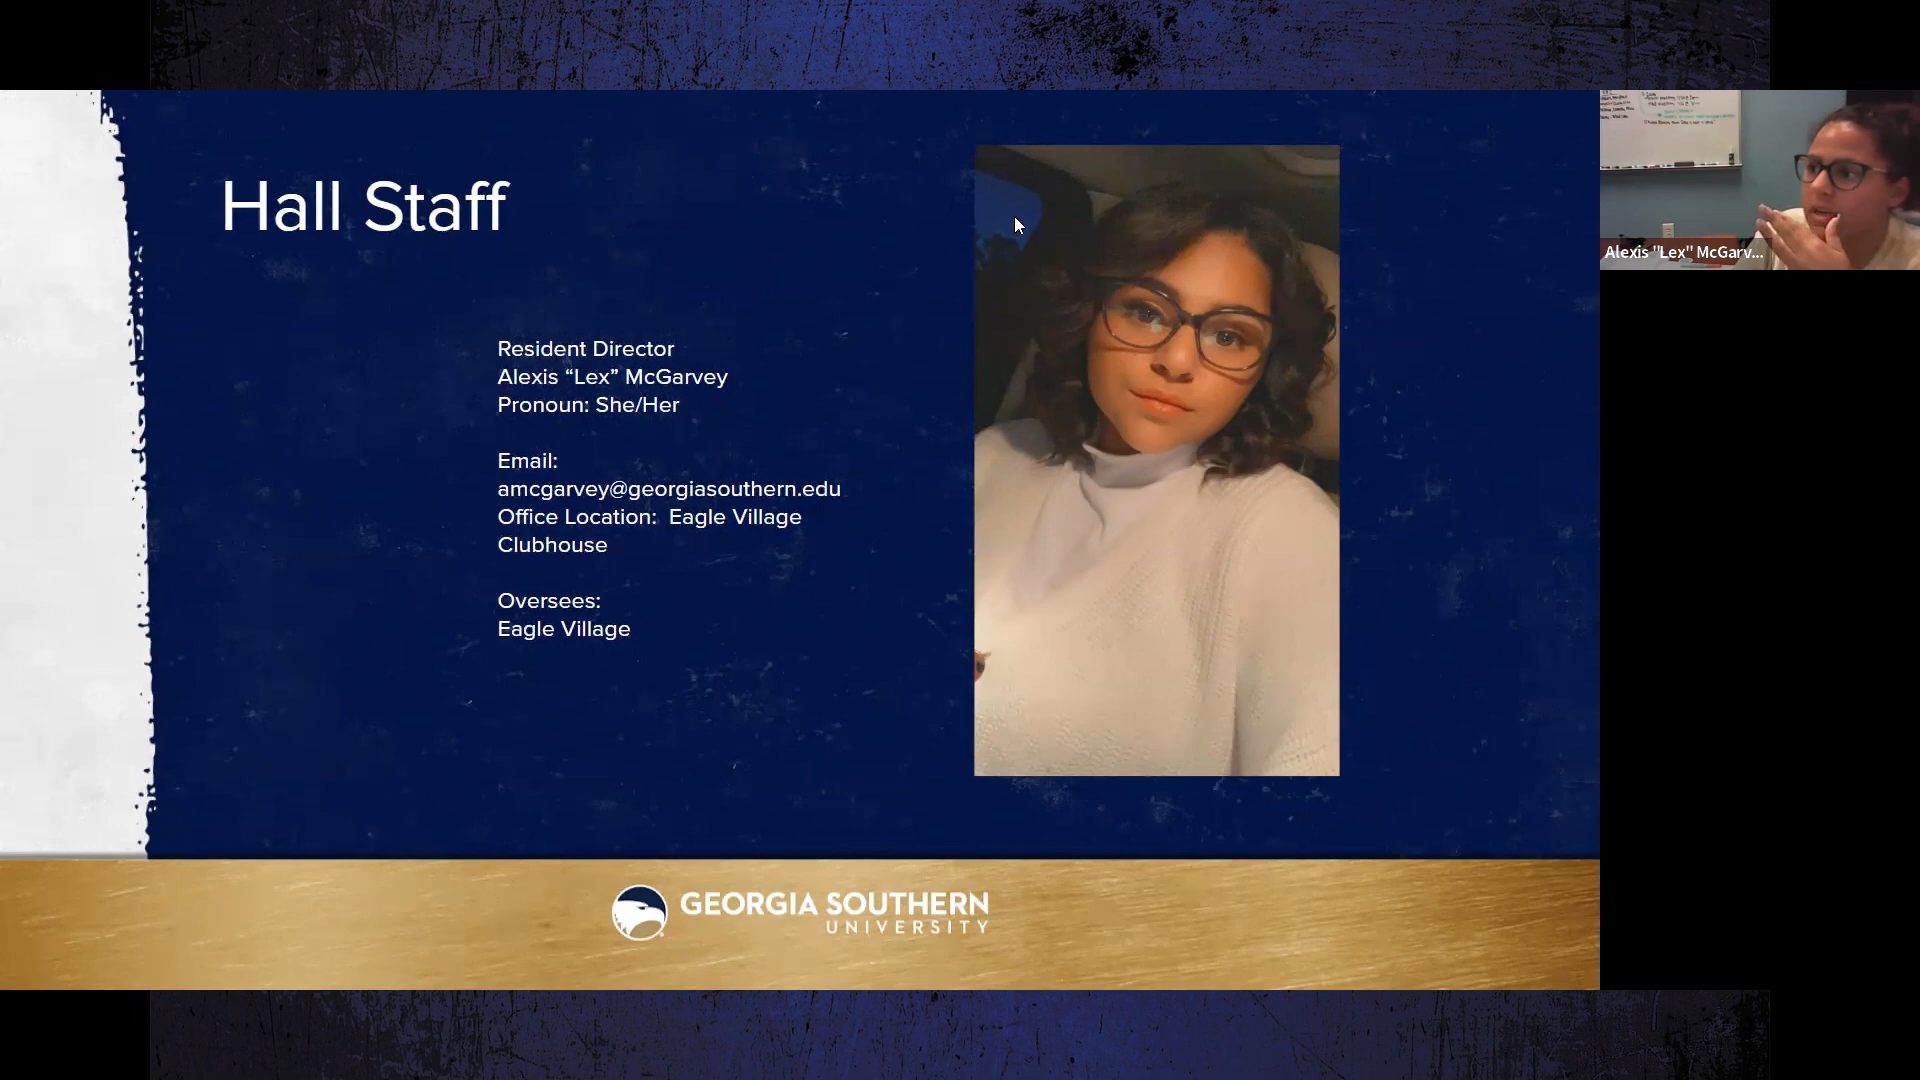 Hall Staff
Resident Director
Alexis “Lex” McGarvey
Pronoun: She/Her
Email:
amcgarvey@georgiasouthern.edu
Office Location:  Eagle Village
Clubhouse
Oversees:
Eagle Village
Alexis "Lex" McGarv...
GEORGIA SOUTHERN
UNIVERSITY